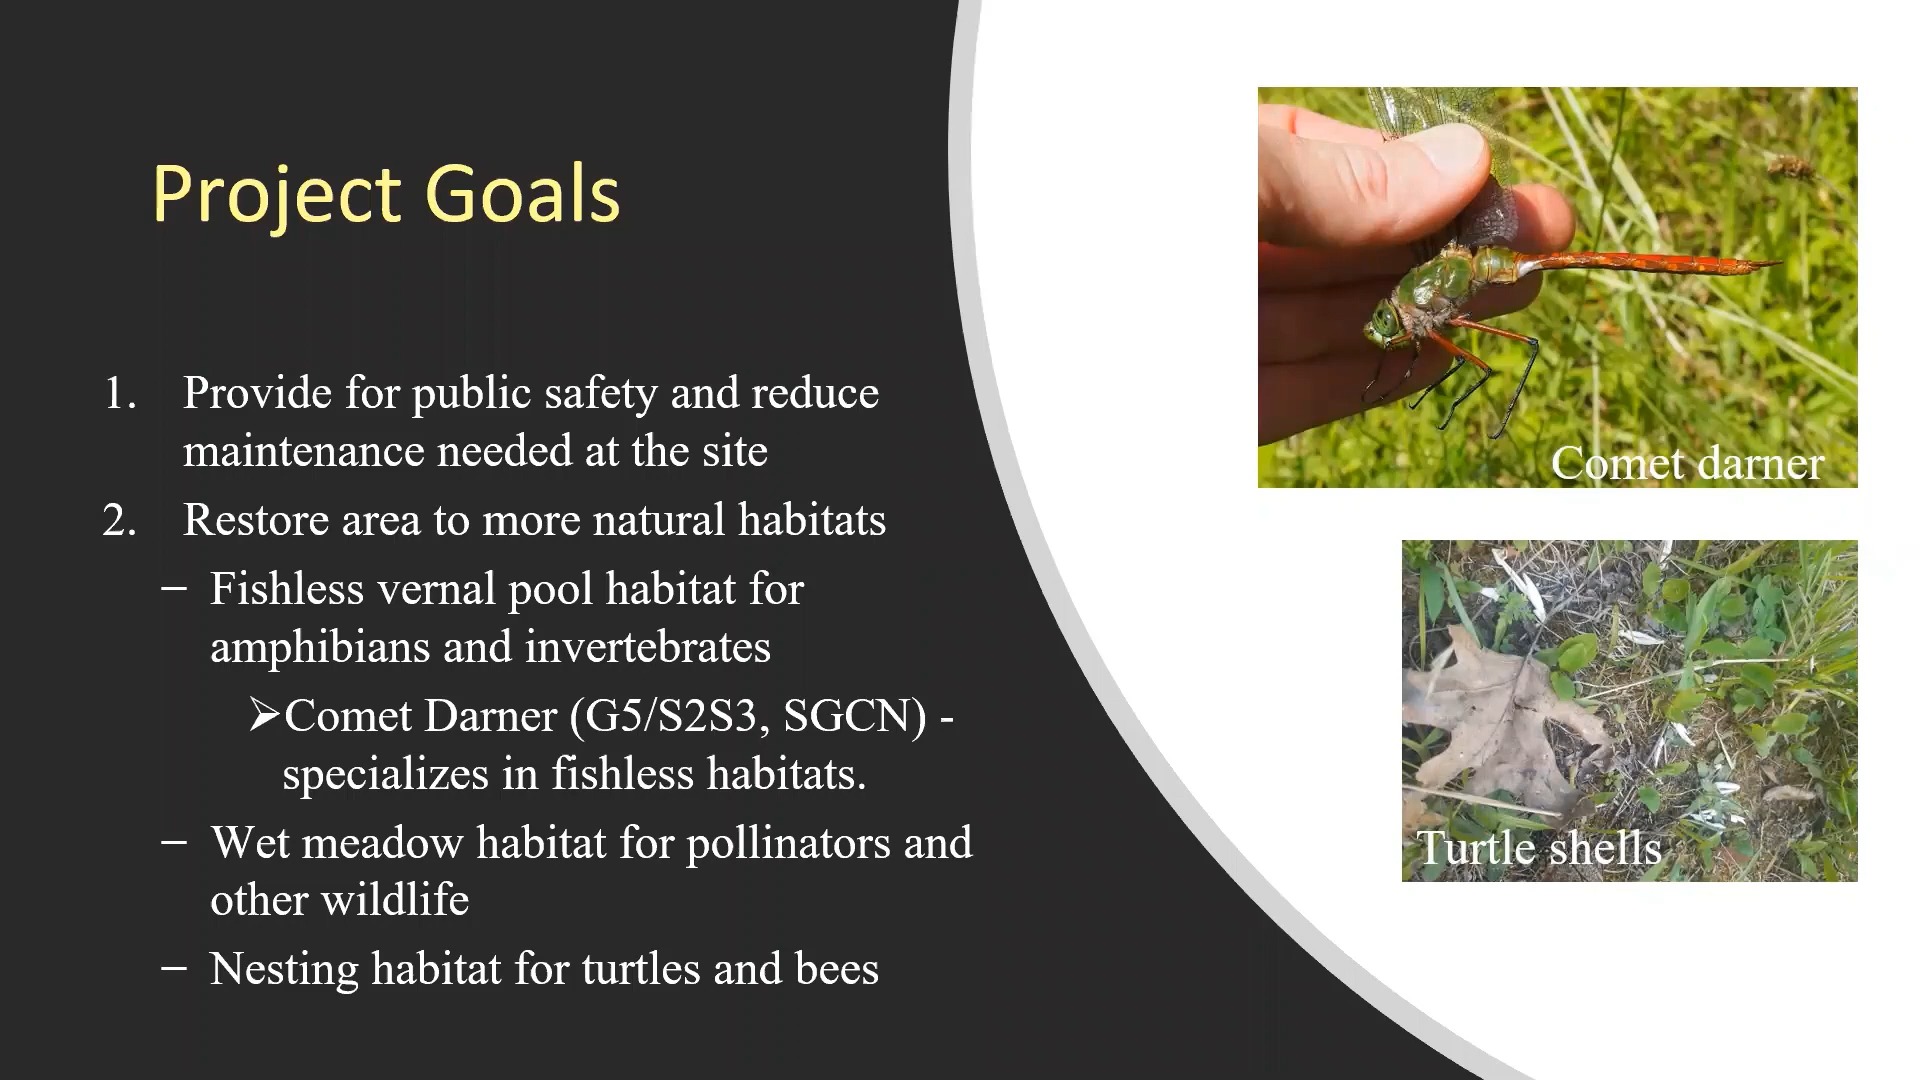 Project Goals
1. Provide for public safety and reduce
maintenance needed at the site
2. Restore area to more natural habitats
– Fishless vernal pool habitat for
amphibians and invertebrates
➢Comet Darner (G5/S2S3, SGCN) -
specializes in fishless habitats.
– Wet meadow habitat for pollinators and
other wildlife
– Nesting habitat for turtles and bees
Comet darner
Turtle shells